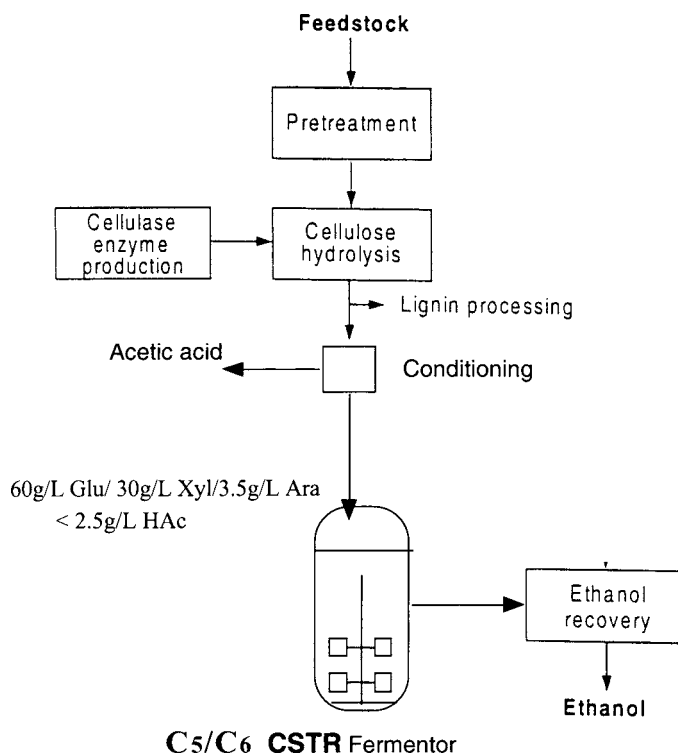 Feedstock
Pretreatment
Cellulase
enzyme
production
Cellulose
hydrolysis
Lignin processing
Acetic acid
Conditioning
60g/L Glu/ 30g/L Xyl/3.5g/L Ara
< 2.5g/L HAc
Ethanol
recovery
Ethanol
C5/C6 CSTR Fermentor